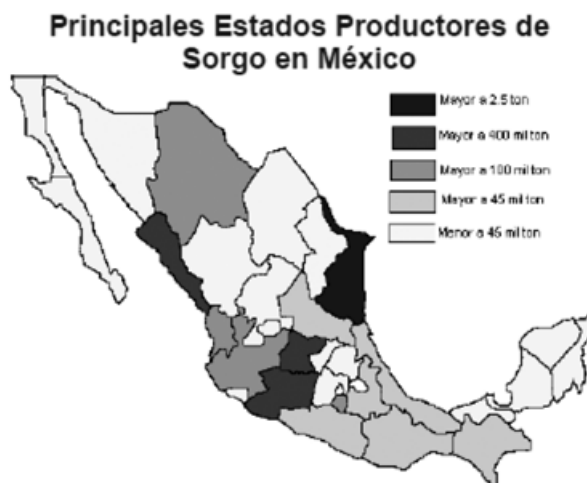 Principales Estados Productores de
Sorgo en México
Mayor a 2.5 ton
Mayor a 400 mil ton
Mayor a 100 mil ton
Mayor a 45 mil ton
Menor a 45 mil ton